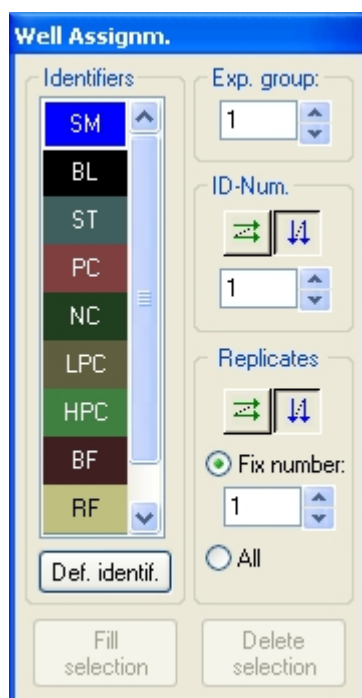 Well Assignm.
Identifiers
SM
BL
ST
PC
NC
LPC
HPC
BF
RF
Def. identif.
Exp. group:
1
ID-Num.
1
Replicates
Fix number:
1
All
Fill
selection
Delete
selection